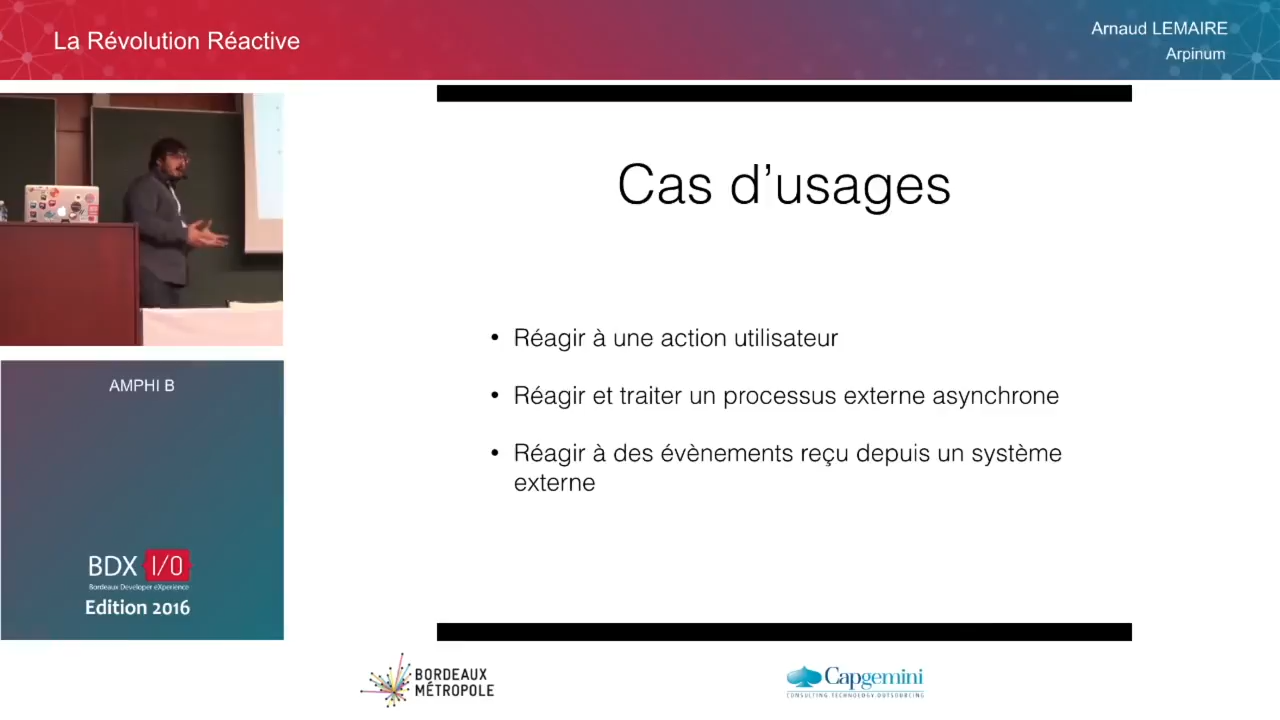 La Révolution Réactive
Arnaud LEMAIRE
Arpinum
Cas d’usages
• Réagir à une action utilisateur
• Réagir et traiter un processus externe asynchrone
• Réagir à des évènements reçu depuis un système
externe
AMPHI B
BDX I/O
Bordeaux Developer eXperience
Edition 2016
BORDEAUX
MÉTROPOLE
Capgemini
CONSULTING.TECHNOLOGY.OUTSOURCING